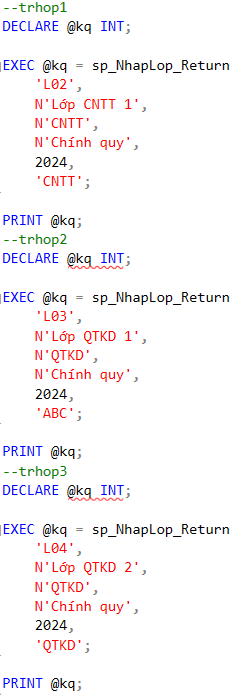 --trhop1
DECLARE @kq INT;
EXEC @kq = sp_NhapLop_Return
'L02',
N'Lớp CNTT 1',
N'CNTT',
N'Chính quy',
2024,
'CNTT';
PRINT @kq;
--trhop2
DECLARE @kq INT;
EXEC @kq = sp_NhapLop_Return
'L03',
N'Lớp QTKD 1',
N'QTKD',
N'Chính quy',
2024,
'ABC';
PRINT @kq;
--trhop3
DECLARE @kq INT;
EXEC @kq = sp_NhapLop_Return
'L04',
N'Lớp QTKD 2',
N'QTKD',
N'Chính quy',
2024,
'QTKD';
PRINT @kq;